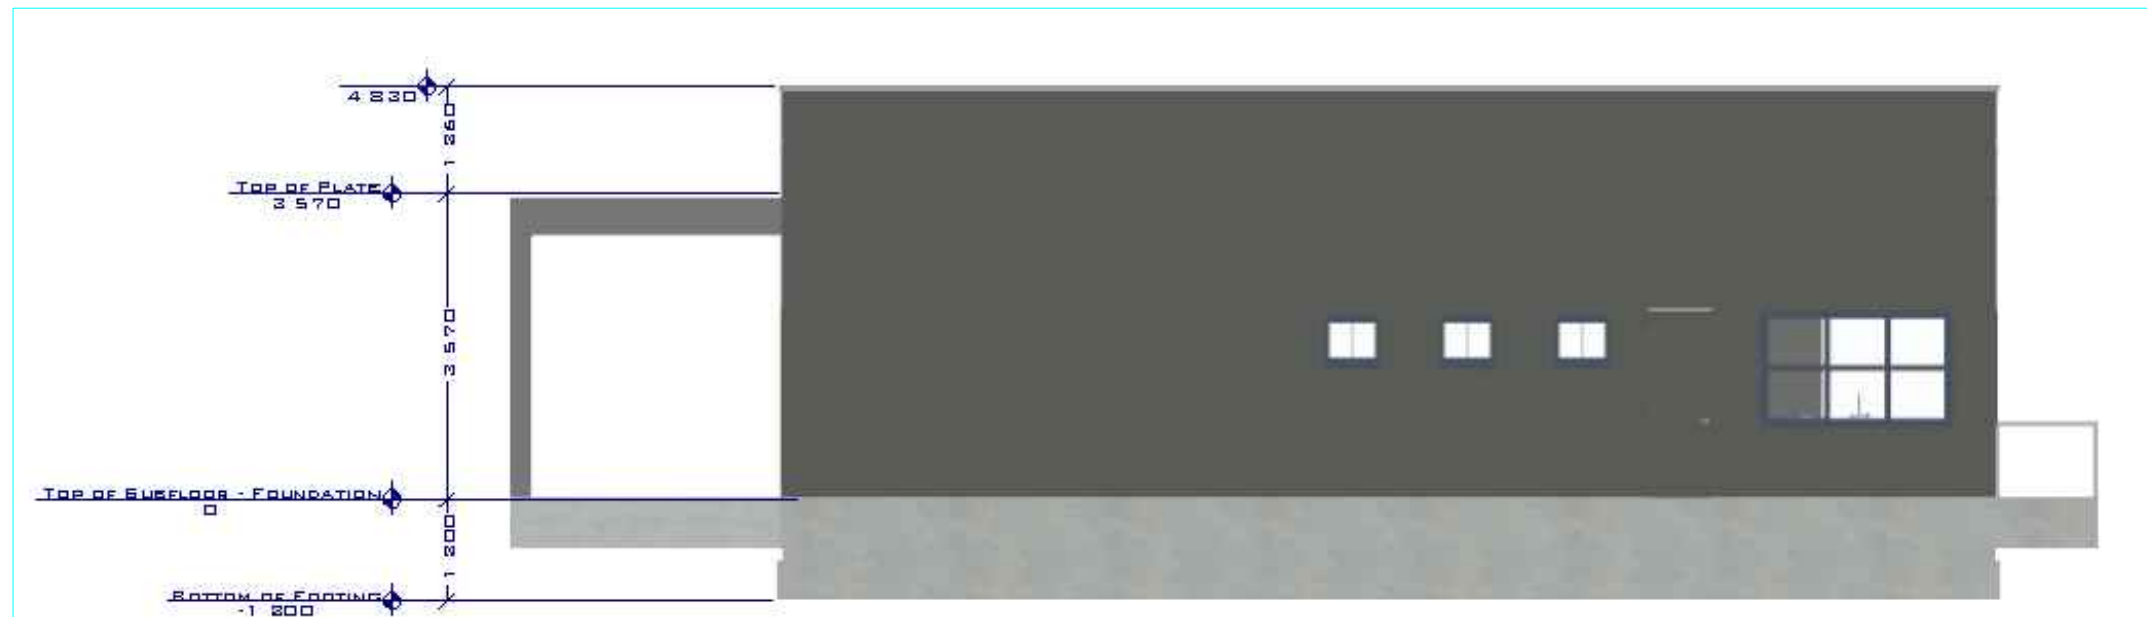 4 830
1 260
Top of Plate
3 570
3 570
Top of Subfloor - Foundation
0
1 200
Bottom of Footing
-1 200